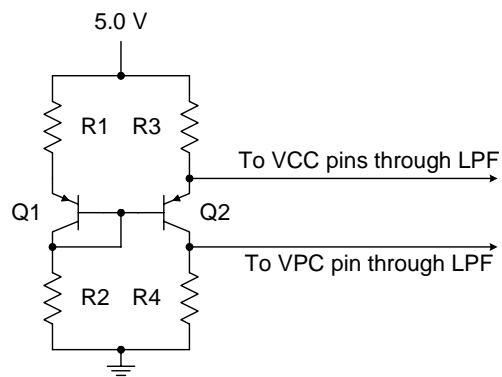 5.0 V
R1 R3
To VCC pins through LPF
Q1 Q2
To VPC pin through LPF
R2 R4